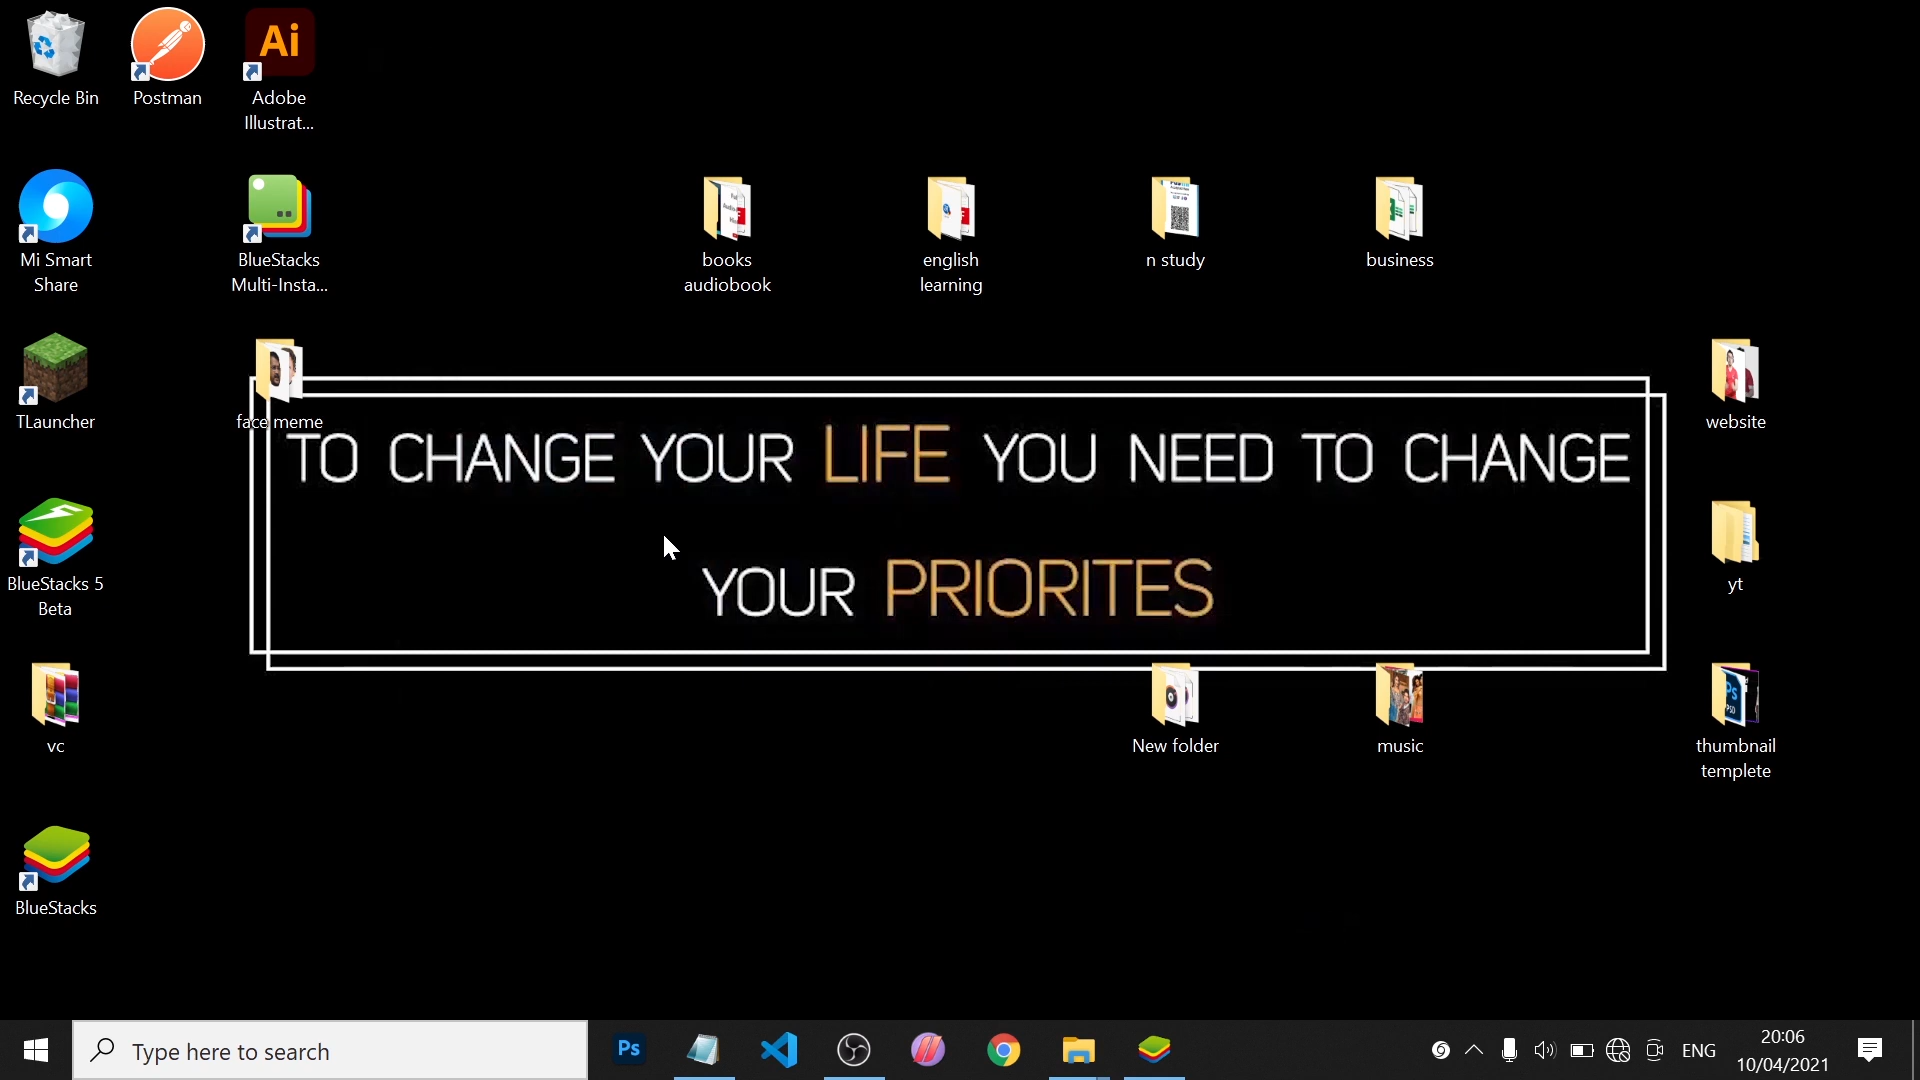 Recycle Bin
Postman
Ai
Adobe
Illustrat...
Mi Smart
Share
BlueStacks
Multi-Insta...
books
audiobook
english
learning
n study
business
TLauncher
face meme
website
TO CHANGE YOUR LIFE YOU NEED TO CHANGE
YOUR PRIORITES
BlueStacks 5
Beta
yt
vc
New folder
music
thumbnail
templete
BlueStacks
Type here to search
Ps
ENG
20:06
10/04/2021